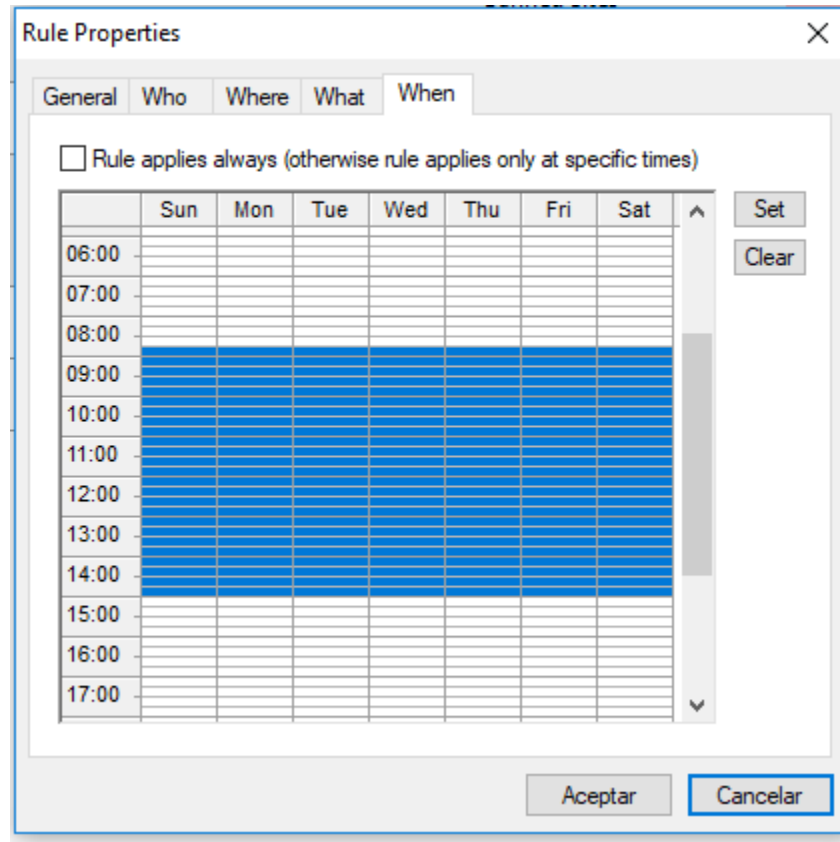 Rule Properties
General Who Where What When
Rule applies always (otherwise rule applies only at specific times)
Sun Mon Tue Wed Thu Fri Sat Set
06:00 Clear
07:00
08:00
09:00
10:00
11:00
12:00
13:00
14:00
15:00
16:00
17:00
Aceptar Cancelar